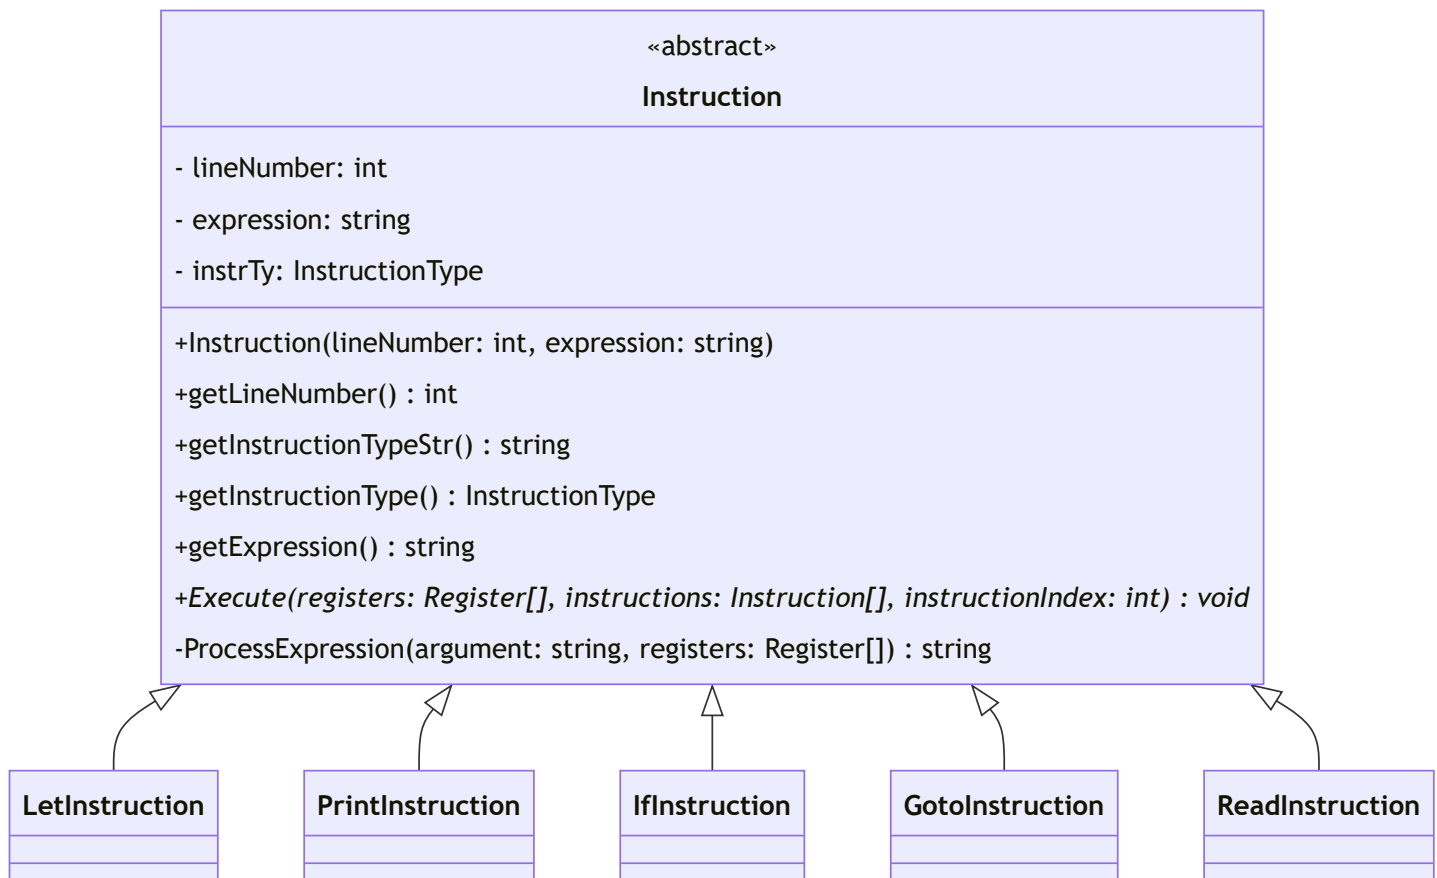 «abstract»
Instruction
- lineNumber: int
- expression: string
- instrTy: InstructionType
+Instruction(lineNumber: int, expression: string)
+getLineNumber() : int
+getInstructionTypeStr() : string
+getInstructionType() : InstructionType
+getExpression() : string
+Execute(registers: Register[], instructions: Instruction[], instructionIndex: int) : void
-ProcessExpression(argument: string, registers: Register[]) : string
LetInstruction
PrintInstruction
IfInstruction
GotoInstruction
ReadInstruction